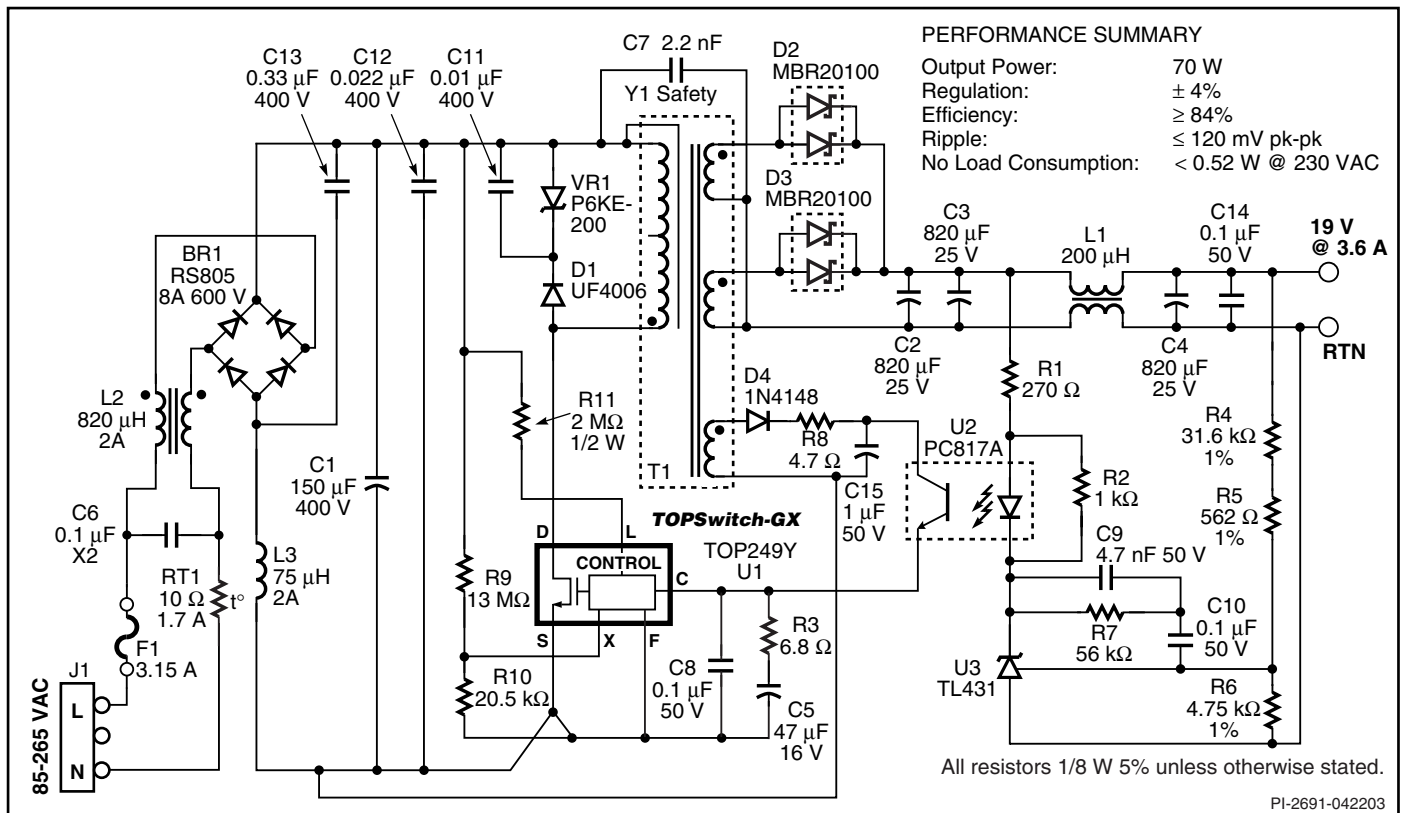 PERFORMANCE SUMMARY
Output Power: 70 W
Regulation: ± 4%
Efficiency: ≥ 84%
Ripple: ≤ 120 mV pk-pk
No Load Consumption: < 0.52 W @ 230 VAC
C13
0.33 µF
400 V
C12
0.022 µF
400 V
C11
0.01 µF
400 V
C7 2.2 nF
Y1 Safety
D2
MBR20100
D3
MBR20100
VR1
P6KE-
200
D1
UF4006
BR1
RS805
8A 600 V
C3
820 µF
25 V
L1
200 µH
C14
0.1 µF
50 V
19 V
@ 3.6 A
RTN
C2
820 µF
25 V
C4
820 µF
25 V
R1
270 Ω
L2
820 µH
2A
R11
2 MΩ
1/2 W
D4
1N4148
R8
4.7 Ω
T1
C15
1 µF
50 V
U2
PC817A
R2
1 kΩ
R4
31.6 kΩ
1%
R5
562 Ω
1%
C1
150 µF
400 V
C6
0.1 µF
X2
RT1
10 Ω
1.7 A
t°
L3
75 µH
2A
F1
3.15 A
J1
L
N
85-265 VAC
TOPSwitch-GX
TOP249Y
U1
D
L
CONTROL
C
S
X
F
R9
13 MΩ
R10
20.5 kΩ
C8
0.1 µF
50 V
R3
6.8 Ω
C5
47 µF
16 V
C9
4.7 nF 50 V
R7
56 kΩ
C10
0.1 µF
50 V
U3
TL431
R6
4.75 kΩ
1%
All resistors 1/8 W 5% unless otherwise stated.
PI-2691-042203